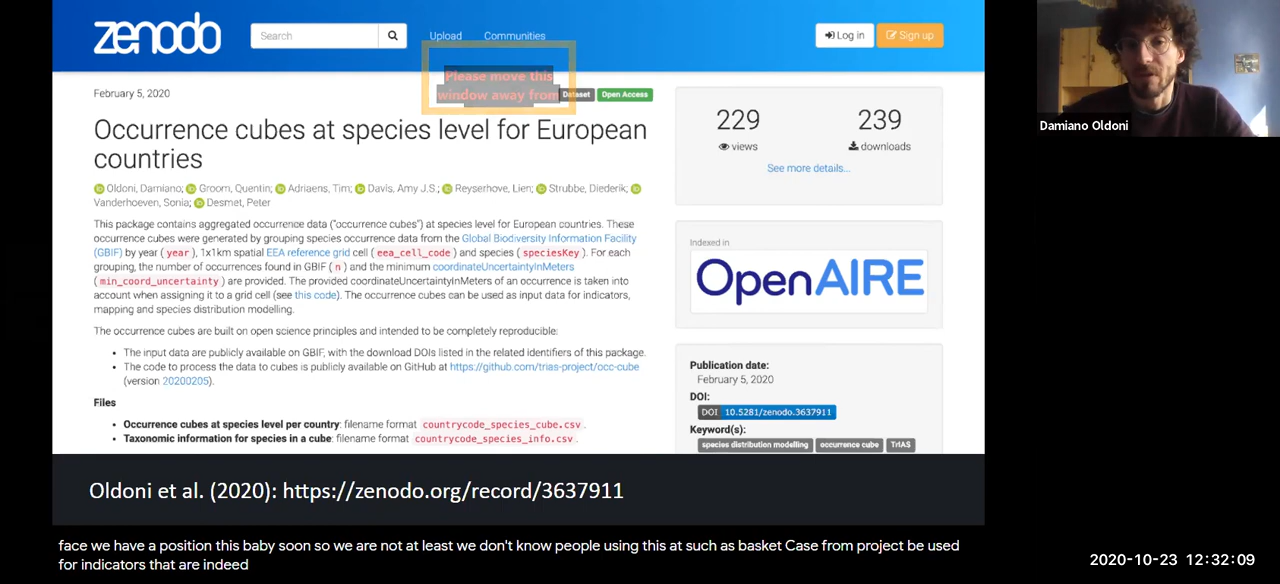 zenodo
Search
Upload
Communities
Log in
Sign up
Please move this
window away from
February 5, 2020
Dataset
Open Access
Occurrence cubes at species level for European
countries
Oldoni, Damiano; Groom, Quentin; Adriaens, Tim; Davis, Amy J.S.; Reyserhove, Lien; Strubbe, Diederik;
Vanderhoeven, Sonia; Desmet, Peter
This package contains aggregated occurrence data ("occurrence cubes") at species level for European countries. These
occurrence cubes were generated by grouping species occurrence data from the Global Biodiversity Information Facility
(GBIF) by year ( year ), 1x1km spatial EEA reference grid cell ( eea_cell_code ) and species ( speciesKey ). For each
grouping, the number of occurrences found in GBIF ( n ) and the minimum coordinateUncertaintyInMeters
( min_coord_uncertainty ) are provided. The provided coordinateUncertaintyInMeters of an occurrence is taken into
account when assigning it to a grid cell (see this code). The occurrence cubes can be used as input data for indicators,
mapping and species distribution modelling.
The occurrence cubes are built on open science principles and intended to be completely reproducible:
• The input data are publicly available on GBIF, with the download DOIs listed in the related identifiers of this package.
• The code to process the data to cubes is publicly available on GitHub at https://github.com/trias-project/occ-cube
(version 20200205).
Files
• Occurrence cubes at species level per country: filename format countrycode_species_cube.csv.
• Taxonomic information for species in a cube: filename format countrycode_species_info.csv.
229
views
239
downloads
See more details...
Indexed in
OpenAIRE
Publication date:
February 5, 2020
DOI:
DOI 10.5281/zenodo.3637911
Keyword(s):
species distribution modelling
occurrence cube
TrIAS
Damiano Oldoni
Oldoni et al. (2020): https://zenodo.org/record/3637911
face we have a position this baby soon so we are not at least we don't know people using this at such as basket Case from project be used
for indicators that are indeed
2020-10-23 12:32:09